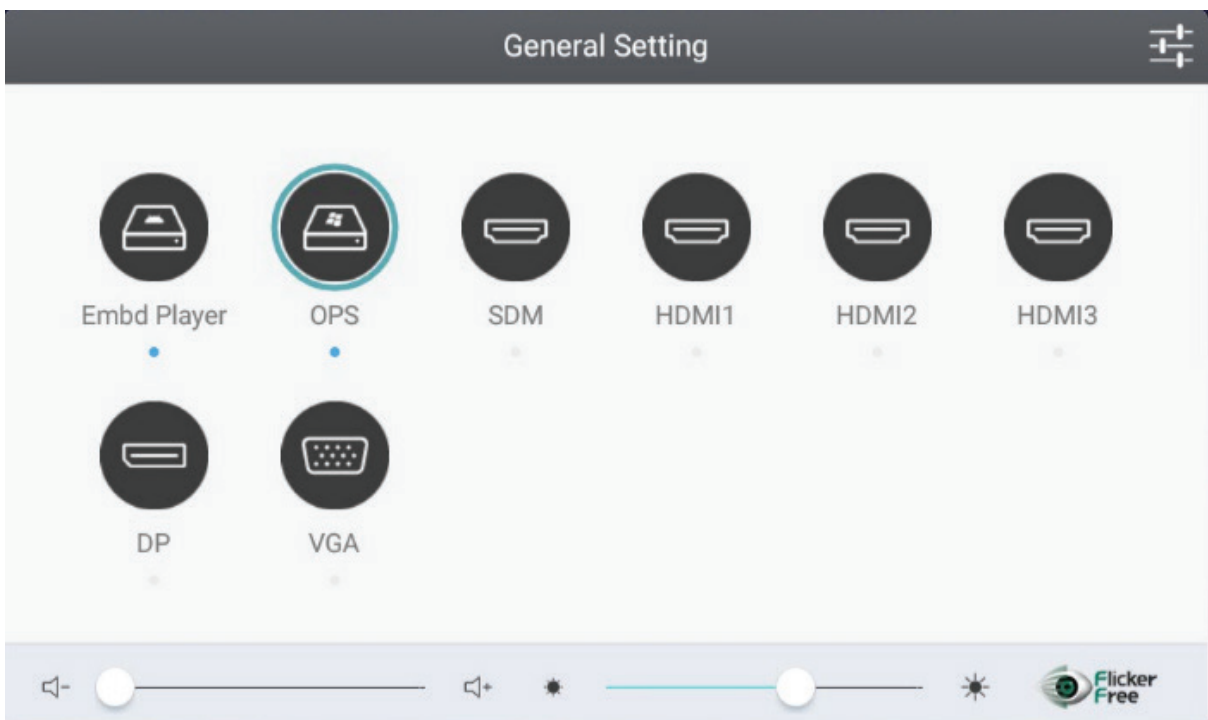 General Setting
Embd Player OPS SDM HDMI1 HDMI2 HDMI3
DP VGA
Flicker
Free